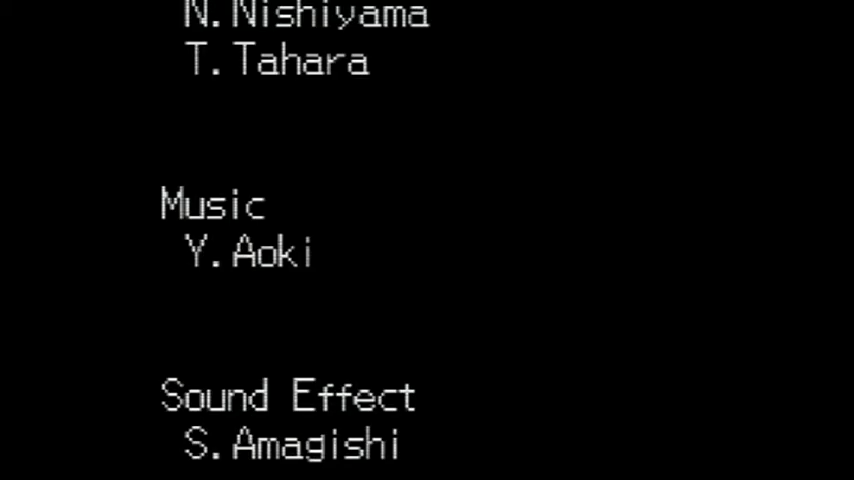 N.Nishiyama
T.Tahara
Music
Y.Aoki
Sound Effect
S.Amagishi